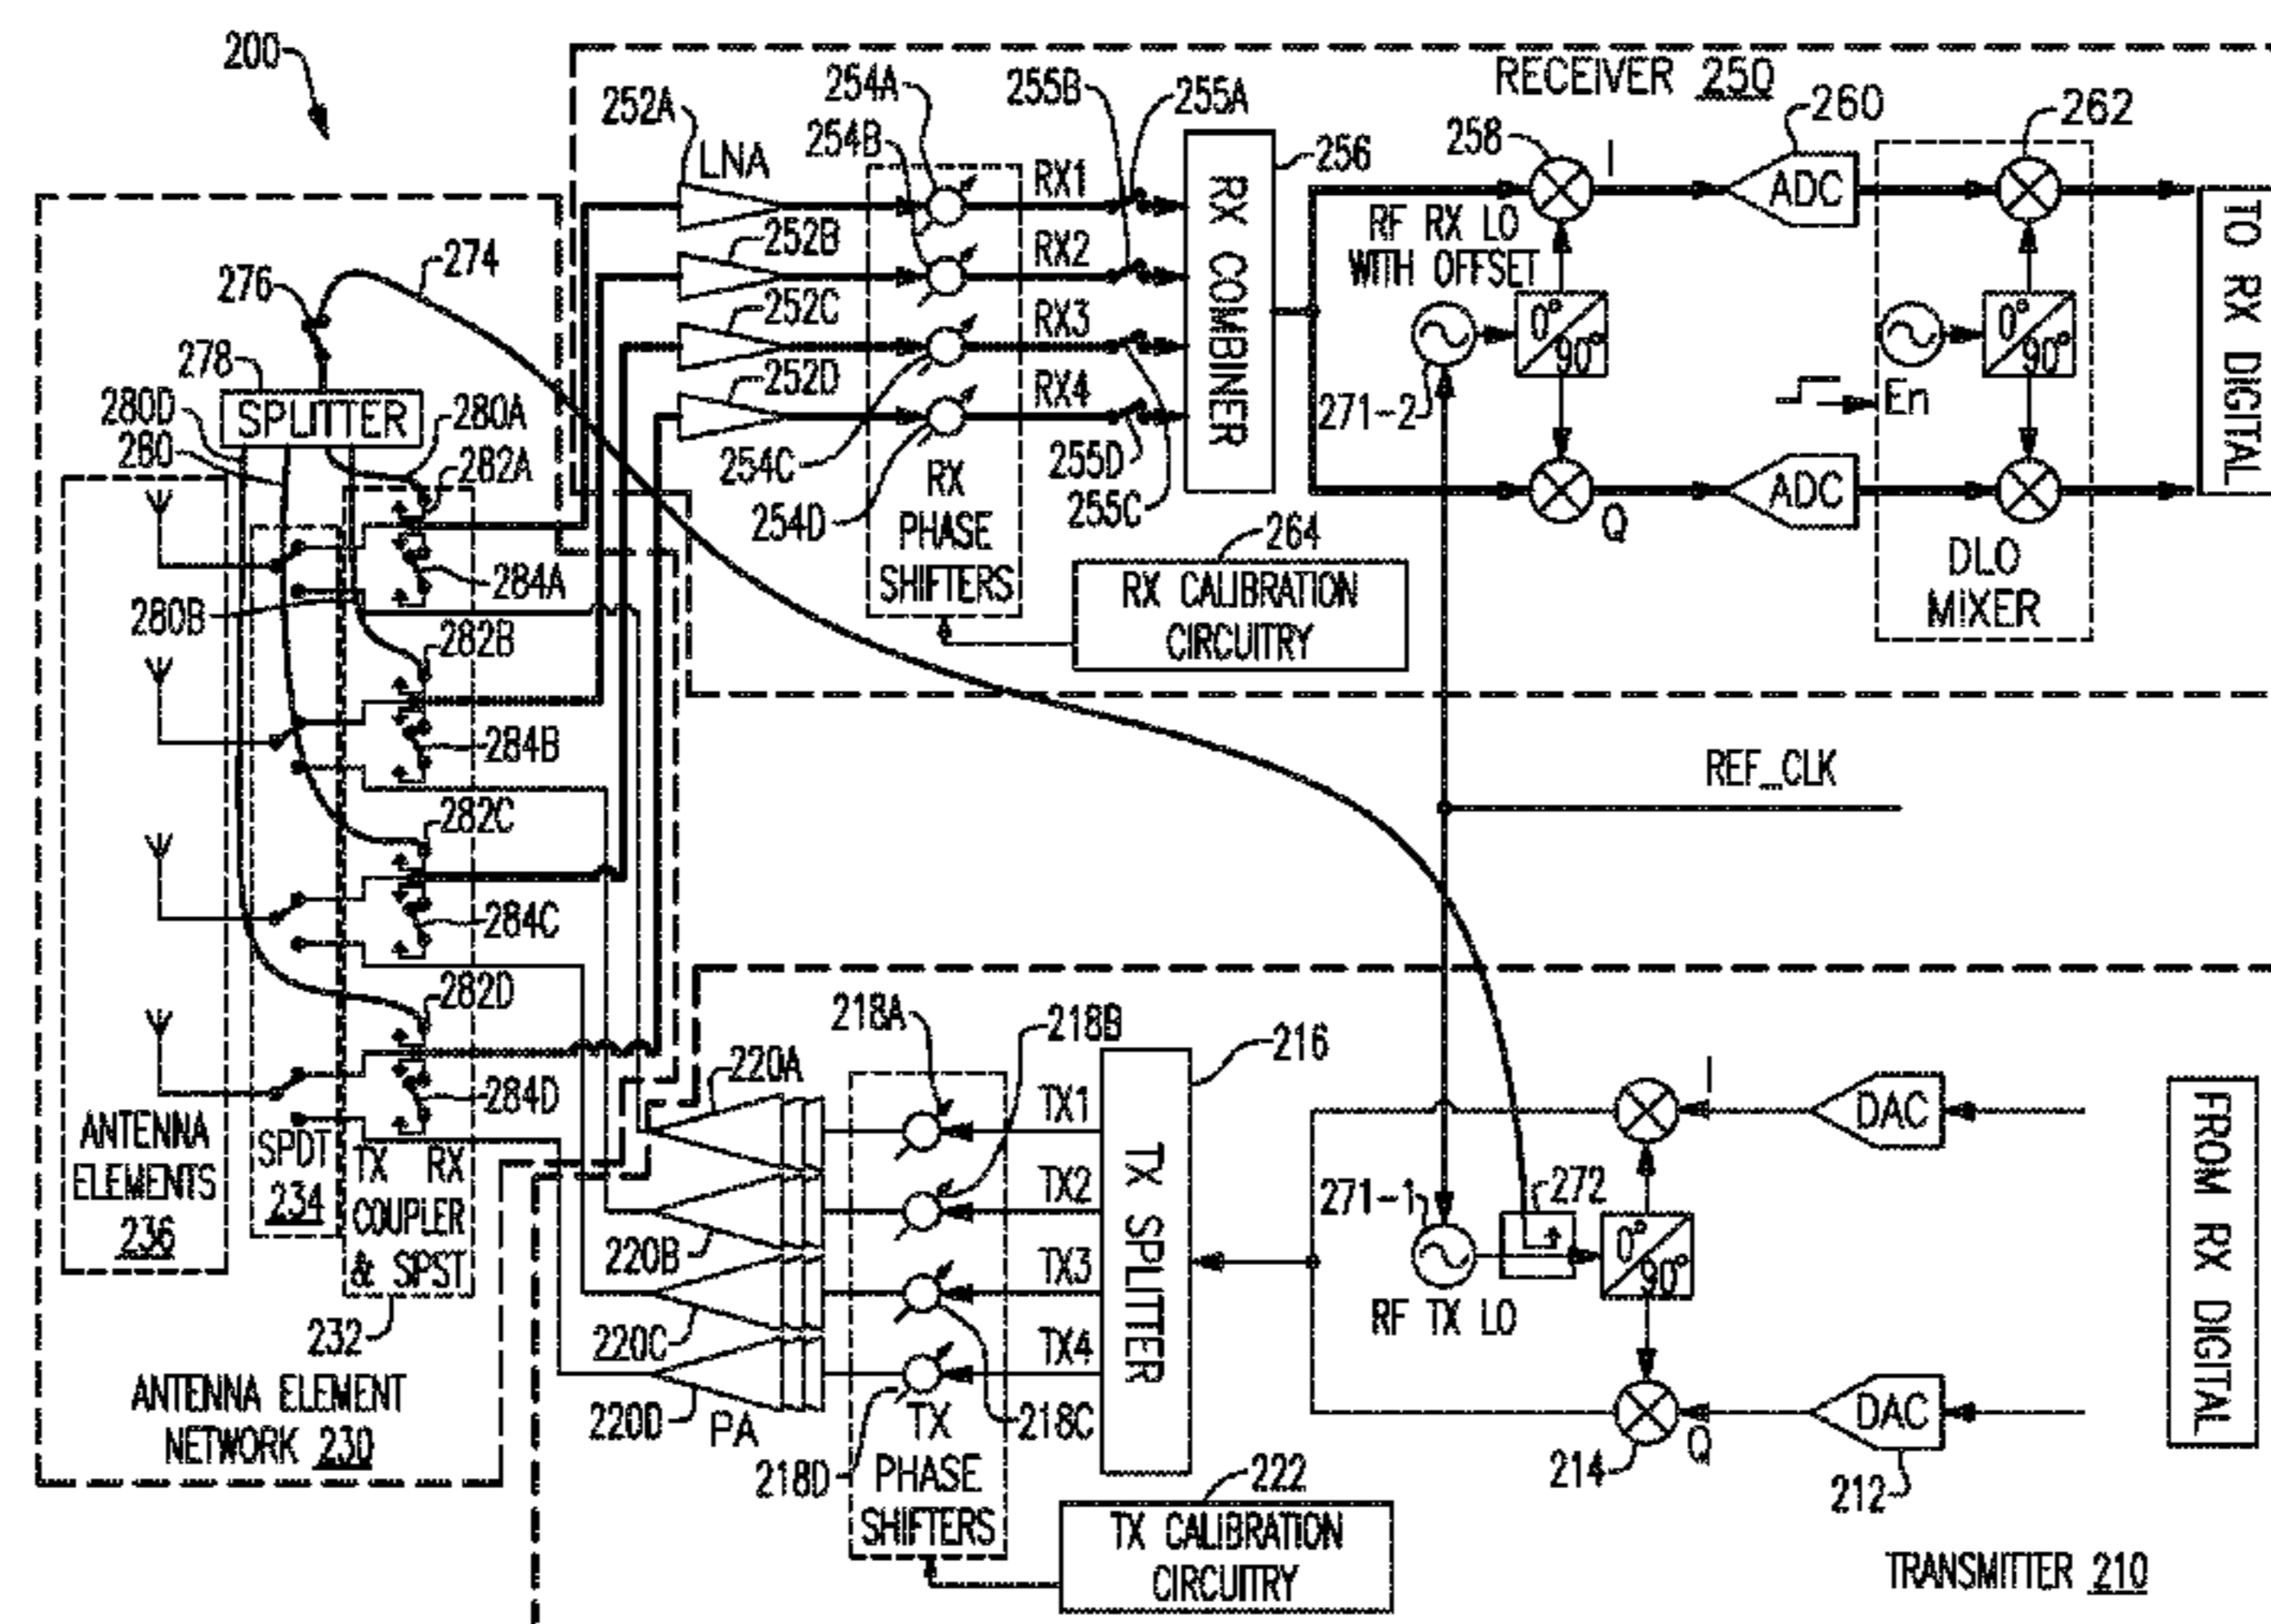 200
RECEIVER 250
252A
254A
254B
255B
255A
256
258
260
262
LNA
252B
252C
252D
RX1
RX2
RX3
RX4
RX COMBINER
I
ADC
RF RX LO
WITH OFFSET
0°
90°
271-2
En
0°
90°
TO RX DIGITAL
276
274
278
SPLITTER
280D
280
280A
282A
254C
254D
RX
PHASE
SHIFTERS
255D
255C
Q
ADC
DLO
MIXER
264
RX CALIBRATION
CIRCUITRY
284A
280B
282B
284B
282C
284C
282D
284D
REF_CLK
ANTENNA
ELEMENTS
236
SPDT
234
TX RX
COUPLER
& SPST
232
ANTENNA ELEMENT
NETWORK 230
220A
220B
220C
220D
PA
218A
218B
218C
218D
TX
PHASE
SHIFTERS
TX1
TX2
TX3
TX4
216
TX SPLITTER
222
TX CALIBRATION
CIRCUITRY
271-1
RF TX LO
272
0°
90°
I
DAC
Q
DAC
214
212
FROM RX DIGITAL
TRANSMITTER 210